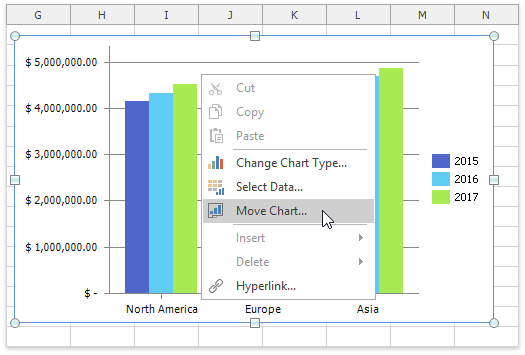 G H I J K L M N
$ 5,000,000.00
$ 4,000,000.00
$ 3,000,000.00
$ 2,000,000.00
$ 1,000,000.00
$ -
North America Europe Asia
2015
2016
2017
Cut
Copy
Paste
Change Chart Type...
Select Data...
Move Chart...
Insert
Delete
Hyperlink...